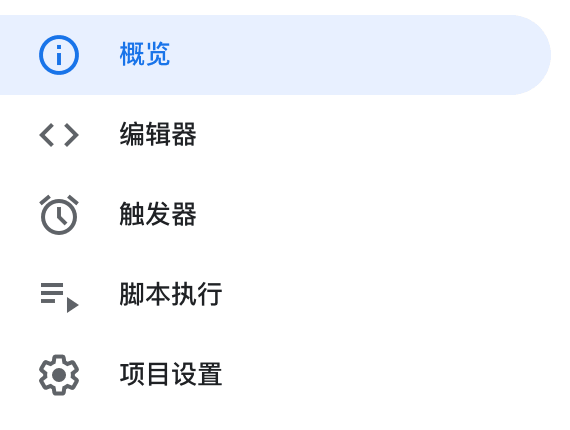 概览
编辑器
触发器
脚本执行
项目设置